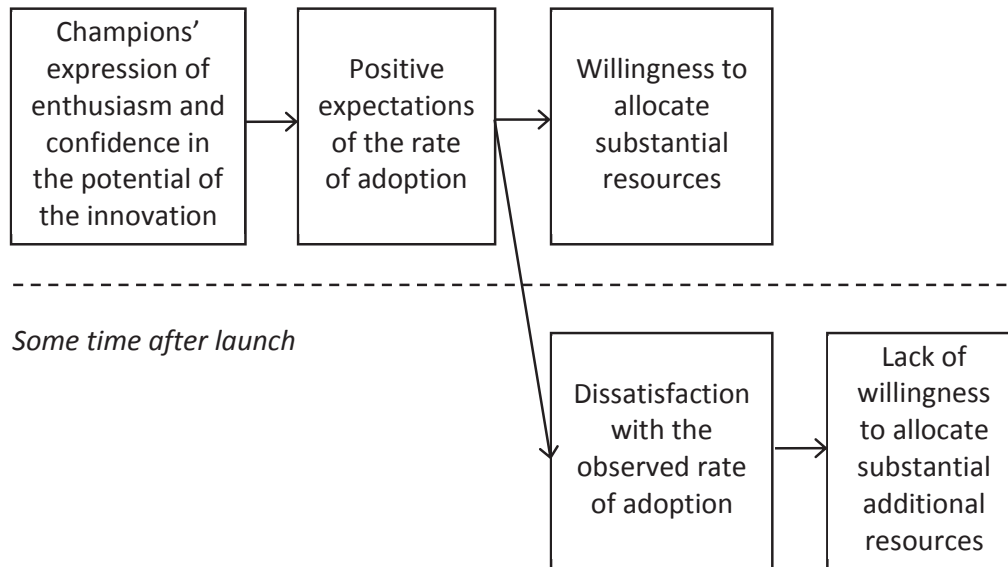 Champions’
expression of
enthusiasm and
confidence in
the potential of
the innovation
Positive
expectations
of the rate
of adoption
Willingness to
allocate
substantial
resources
Some time after launch
Dissatisfaction
with the
observed rate
of adoption
Lack of
willingness
to allocate
substantial
additional
resources